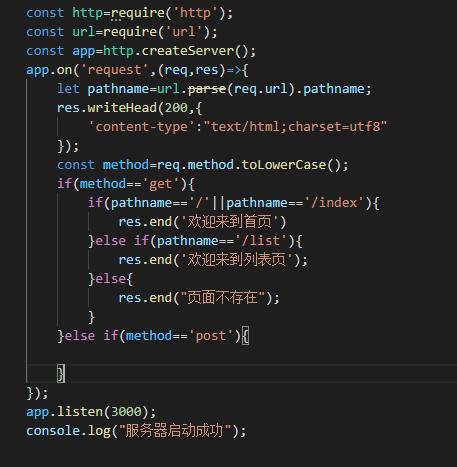 const http=require('http');
const url=require('url');
const app=http.createServer();
app.on('request',(req,res)=>{
let pathname=url.parse(req.url).pathname;
res.writeHead(200,{
'content-type':"text/html;charset=utf8"
});
const method=req.method.toLowerCase();
if(method=='get'){
if(pathname=='/'||pathname=='/index'){
res.end('欢迎来到首页')
}else if(pathname=='/list'){
res.end('欢迎来到列表页');
}else{
res.end("页面不存在");
}
}else if(method=='post'){
}
});
app.listen(3000);
console.log("服务器启动成功");